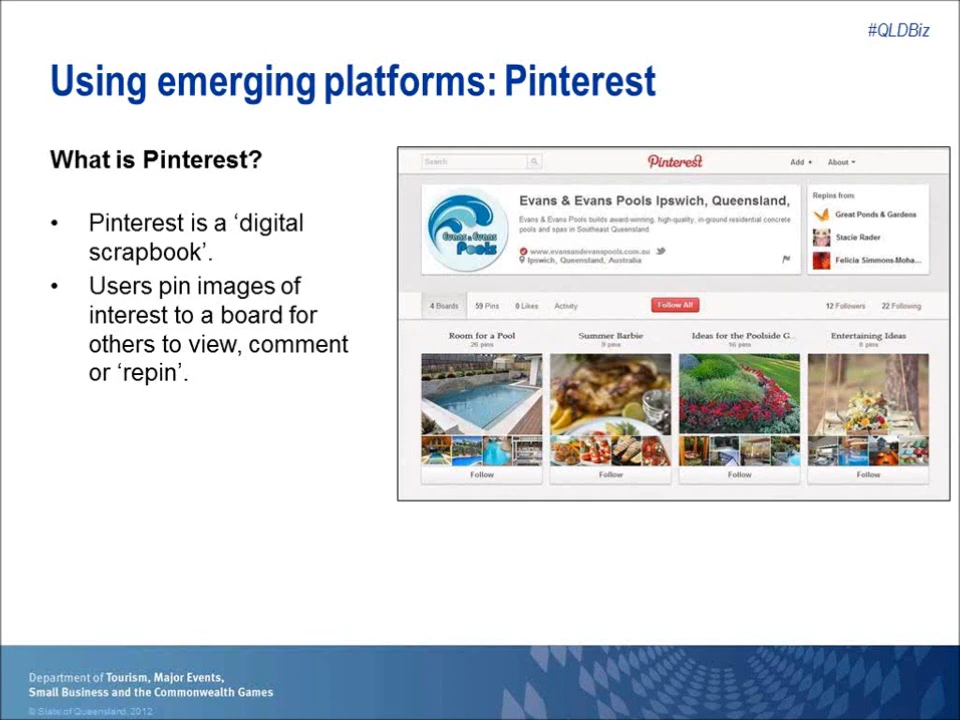 #QLDBiz
Using emerging platforms: Pinterest
What is Pinterest?
• Pinterest is a ‘digital
scrapbook’.
• Users pin images of
interest to a board for
others to view, comment
or ‘repin’.
Search
Pinterest
Add +
About
Evans & Evans Pools
Evans & Evans Pools Ipswich, Queensland,
Evans & Evans Pools builds award-winning, high-quality, in-ground residential concrete
pools and spas in Southeast Queensland
www.evansandevanspools.com.au
Ipswich, Queensland, Australia
Repins from
Great Ponds & Gardens
Stacie Rader
Felicia Simmons-Moha...
4 Boards
59 Pins
0 Likes
Activity
Follow All
12 Followers
22 Following
Room for a Pool
26 pins
Summer Barbie
9 pins
Ideas for the Poolside G...
16 pins
Entertaining Ideas
8 pins
Follow
Follow
Follow
Follow
Department of Tourism, Major Events,
Small Business and the Commonwealth Games
© State of Queensland, 2012